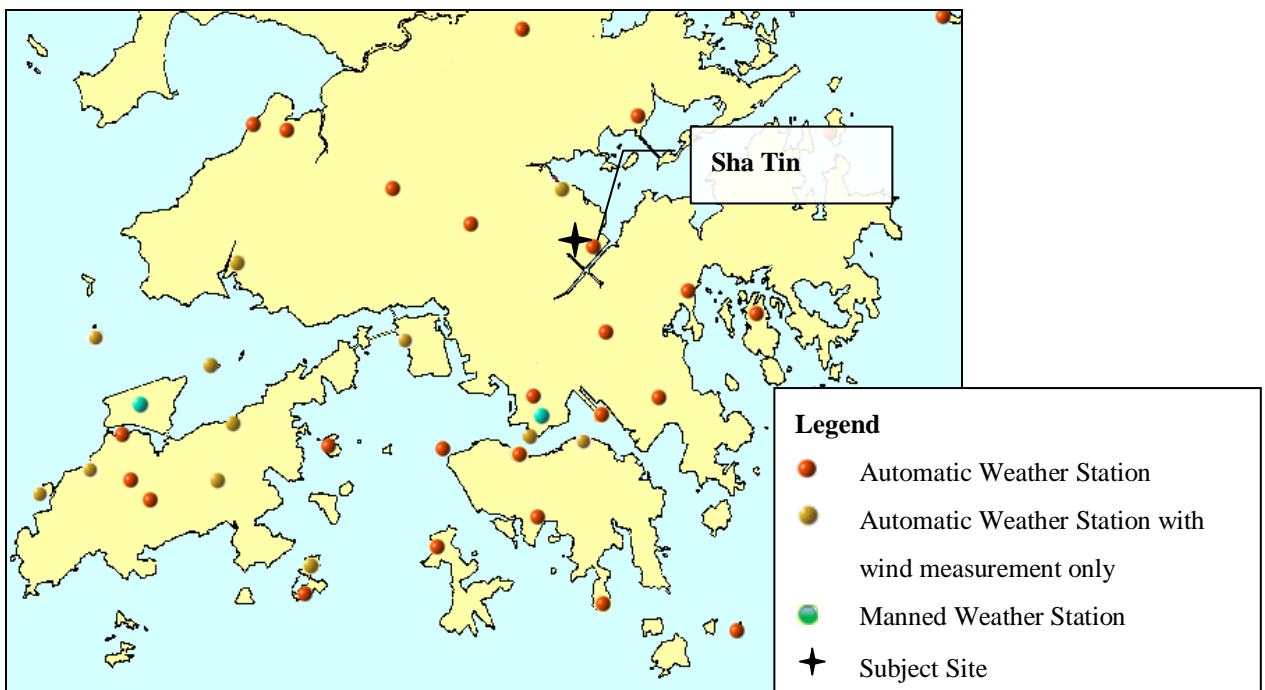 Sha Tin
Legend
Automatic Weather Station
Automatic Weather Station with
wind measurement only
Manned Weather Station
Subject Site